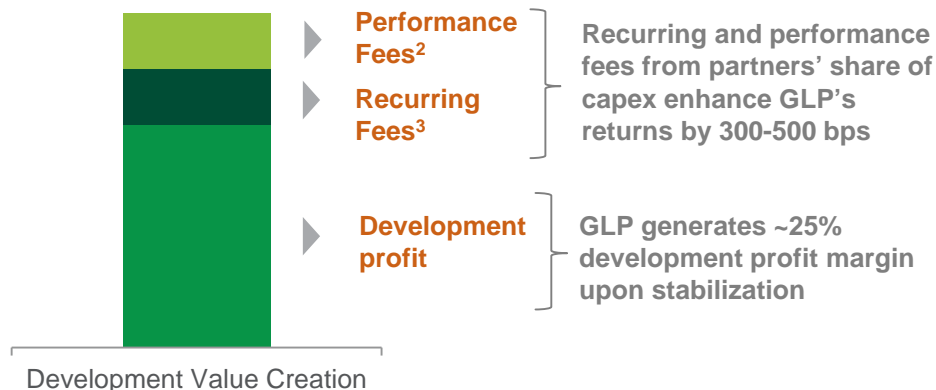 Performance
Fees²
Recurring
Fees³
Recurring and performance
fees from partners’ share of
capex enhance GLP’s
returns by 300-500 bps
Development
profit
GLP generates ~25%
development profit margin
upon stabilization
Development Value Creation